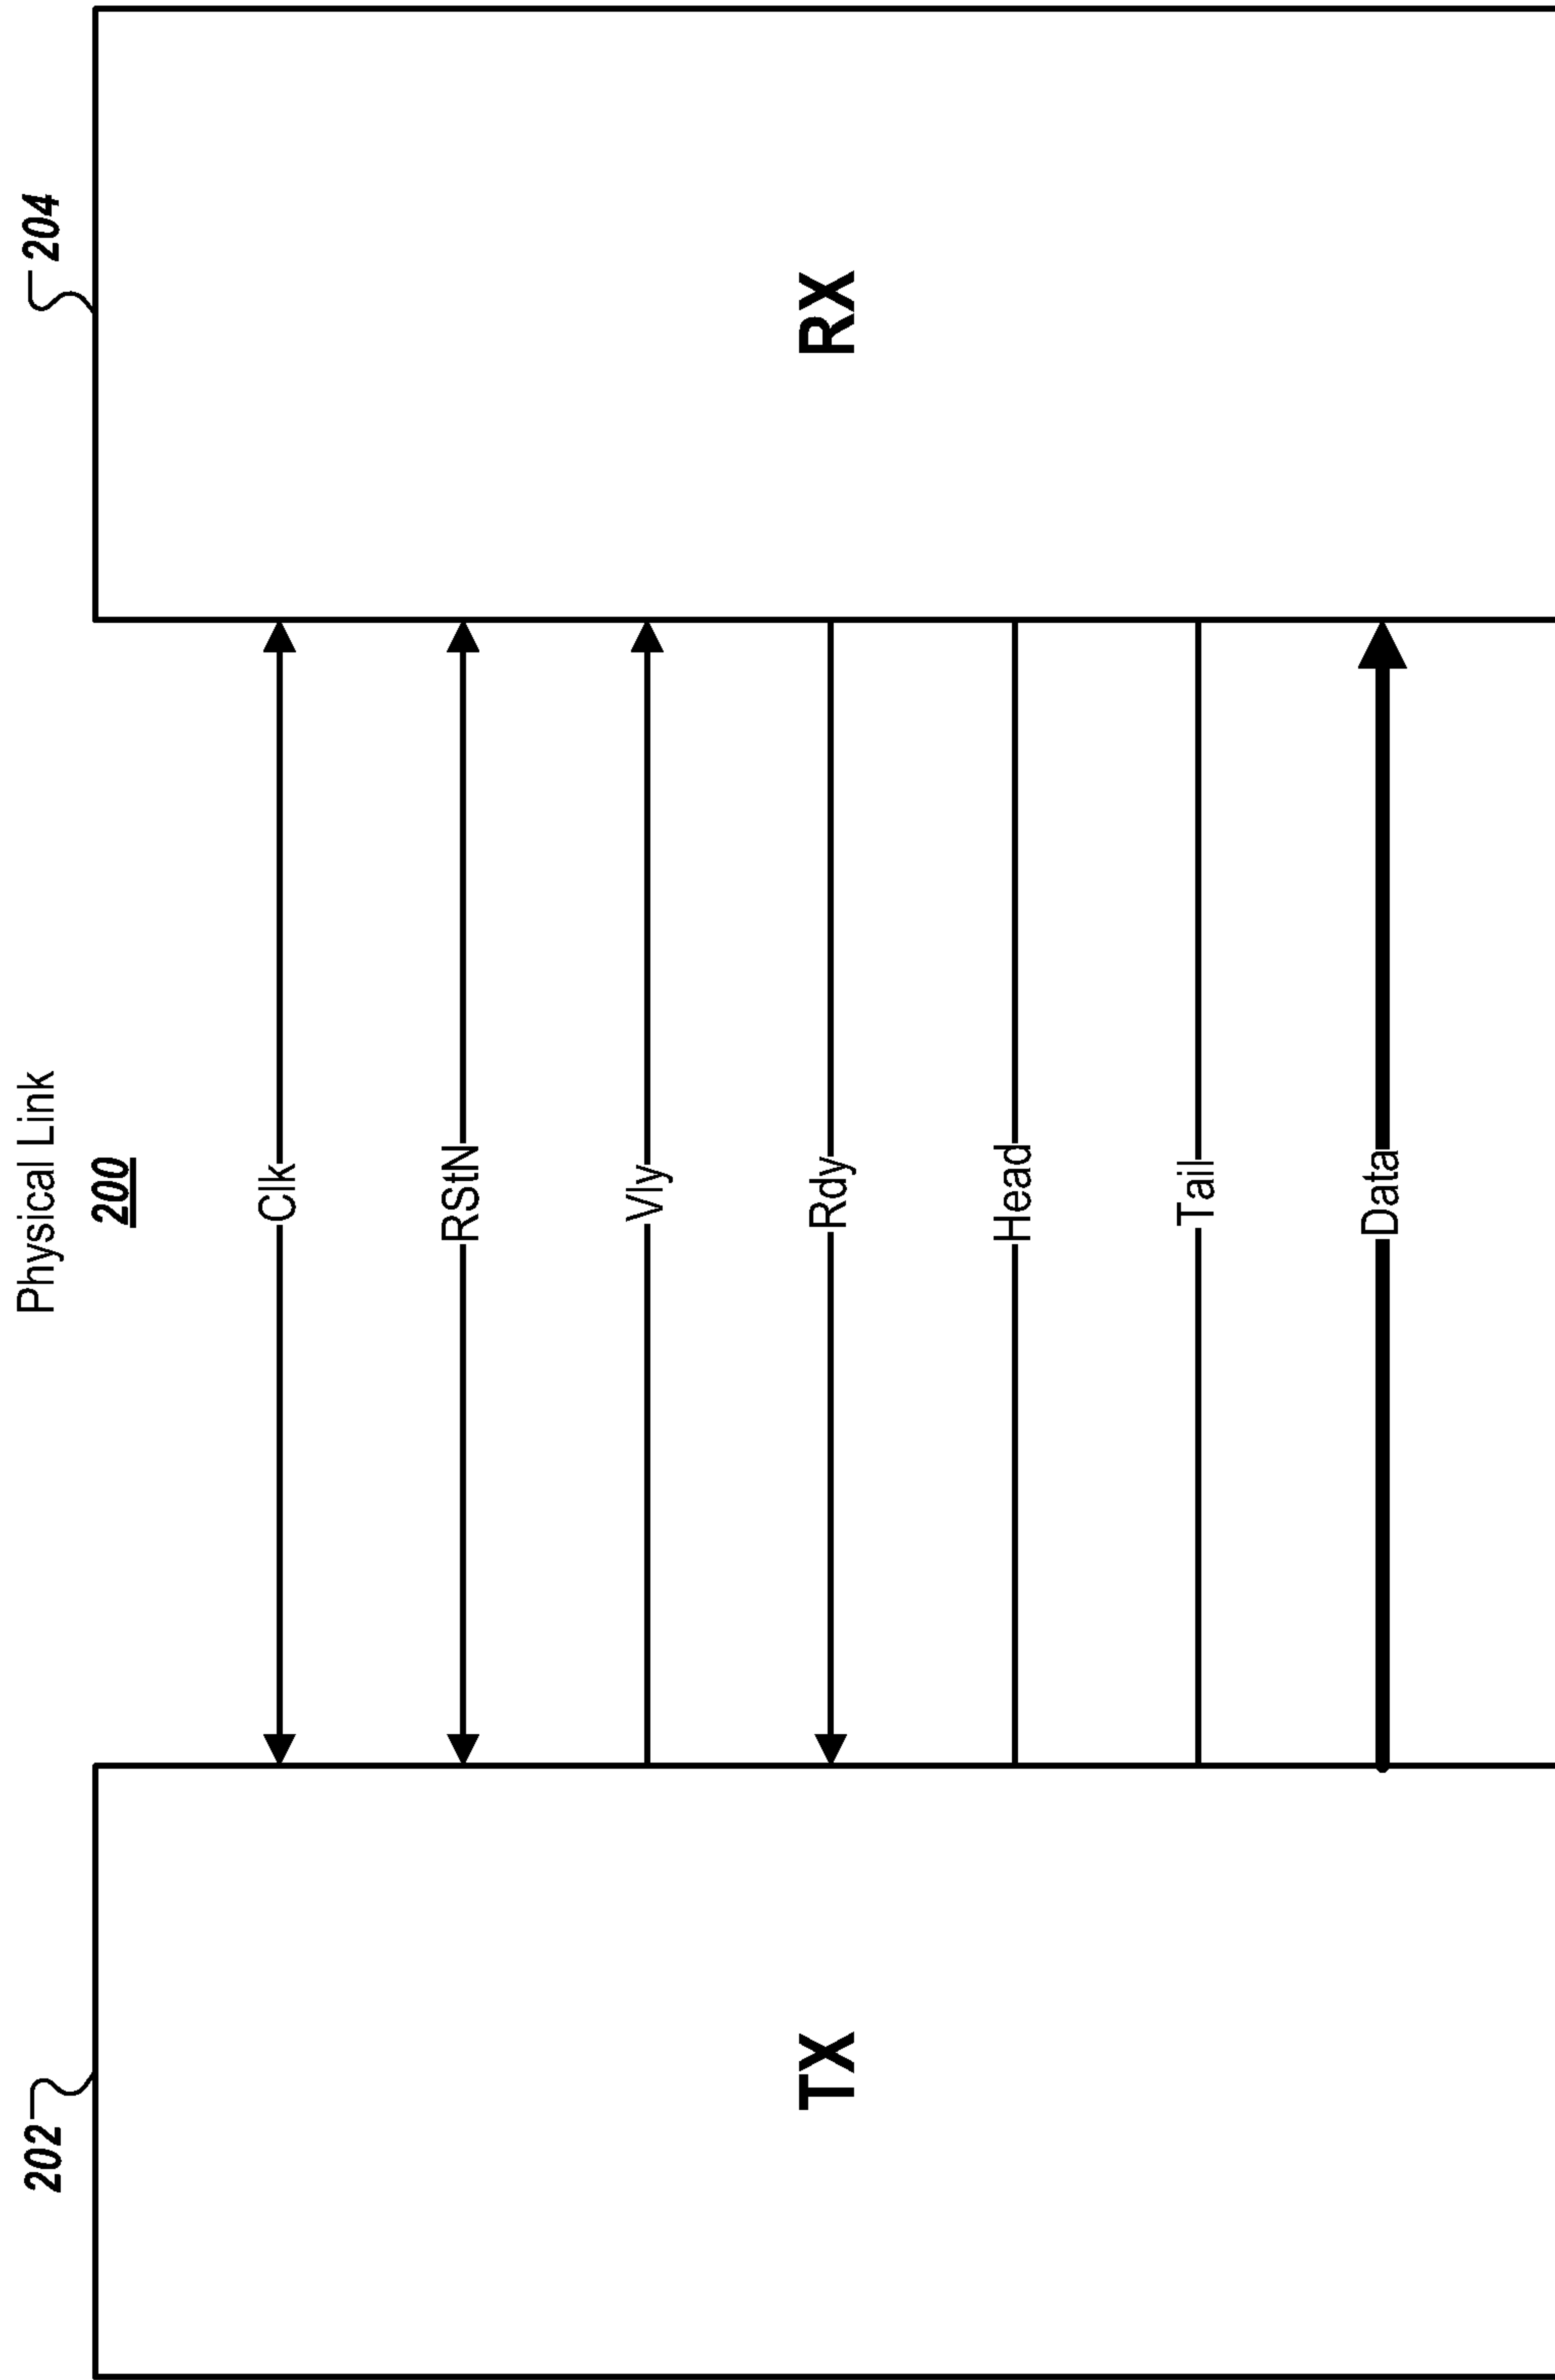 Physical Link
200
202
204
TX
RX
Clk
RStN
Vly
Rdy
Head
Tail
Data